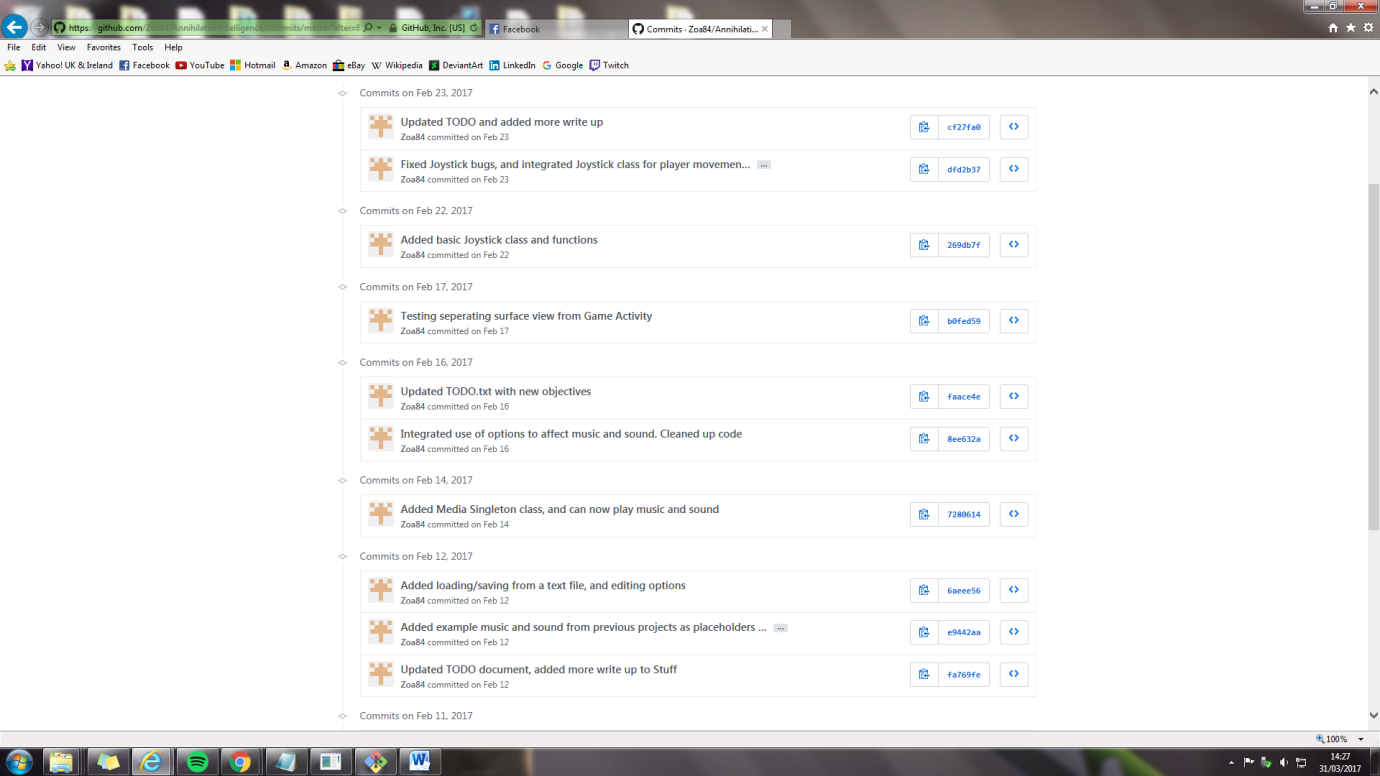 https://github.com/Zoa84/AnnihilationIntelligence/commits/master?after=8
GitHub, Inc. [US]
Facebook
Commits · Zoa84/Annihilati...
File Edit View Favorites Tools Help
Yahoo! UK & Ireland Facebook YouTube Hotmail Amazon eBay Wikipedia DeviantArt LinkedIn Google Twitch
Commits on Feb 23, 2017
Updated TODO and added more write up
cf27fa0
Zoa84 committed on Feb 23
Fixed Joystick bugs, and integrated Joystick class for player movemen... ...
dfd2b37
Zoa84 committed on Feb 23
Commits on Feb 22, 2017
Added basic Joystick class and functions
269db7f
Zoa84 committed on Feb 22
Commits on Feb 17, 2017
Testing seperating surface view from Game Activity
b0fed59
Zoa84 committed on Feb 17
Commits on Feb 16, 2017
Updated TODO.txt with new objectives
faace4e
Zoa84 committed on Feb 16
Integrated use of options to affect music and sound. Cleaned up code
8ee632a
Zoa84 committed on Feb 16
Commits on Feb 14, 2017
Added Media Singleton class, and can now play music and sound
7280614
Zoa84 committed on Feb 14
Commits on Feb 12, 2017
Added loading/saving from a text file, and editing options
6aeee56
Zoa84 committed on Feb 12
Added example music and sound from previous projects as placeholders ... ...
e9442aa
Zoa84 committed on Feb 12
Updated TODO document, added more write up to Stuff
fa769fe
Zoa84 committed on Feb 12
Commits on Feb 11, 2017
100%
14:27
31/03/2017